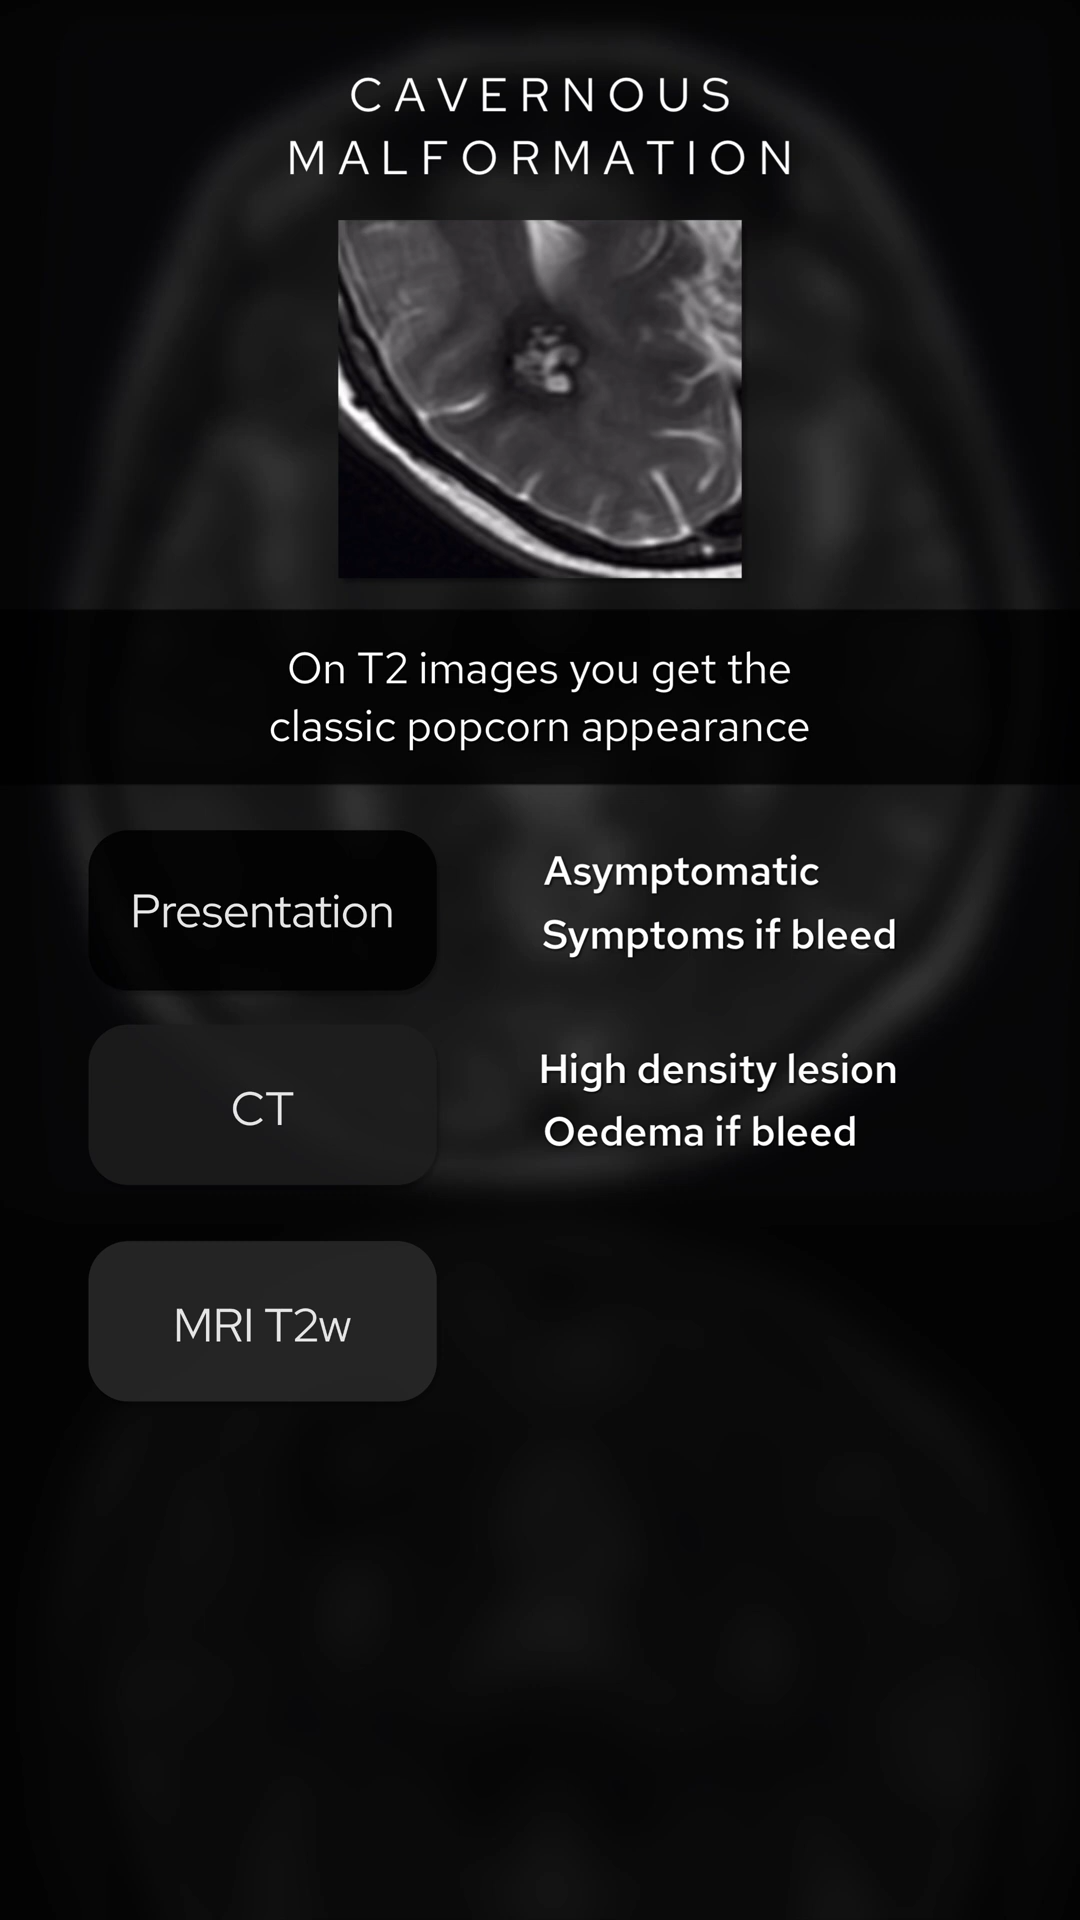 CAVERNOUS
MALFORMATION
On T2 images you get the
classic popcorn appearance
Presentation
Asymptomatic
Symptoms if bleed
CT
High density lesion
Oedema if bleed
MRI T2w